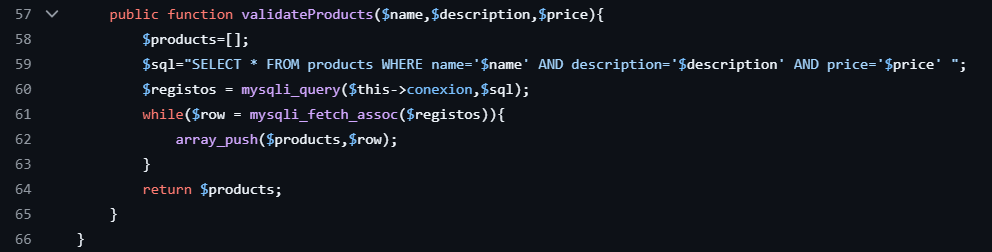 57 public function validateProducts($name,$description,$price){
58 $products=[];
59 $sql="SELECT * FROM products WHERE name='$name' AND description='$description' AND price='$price' ";
60 $registos = mysqli_query($this->conexion,$sql);
61 while($row = mysqli_fetch_assoc($registos)){
62 array_push($products,$row);
63 }
64 return $products;
65 }
66 }